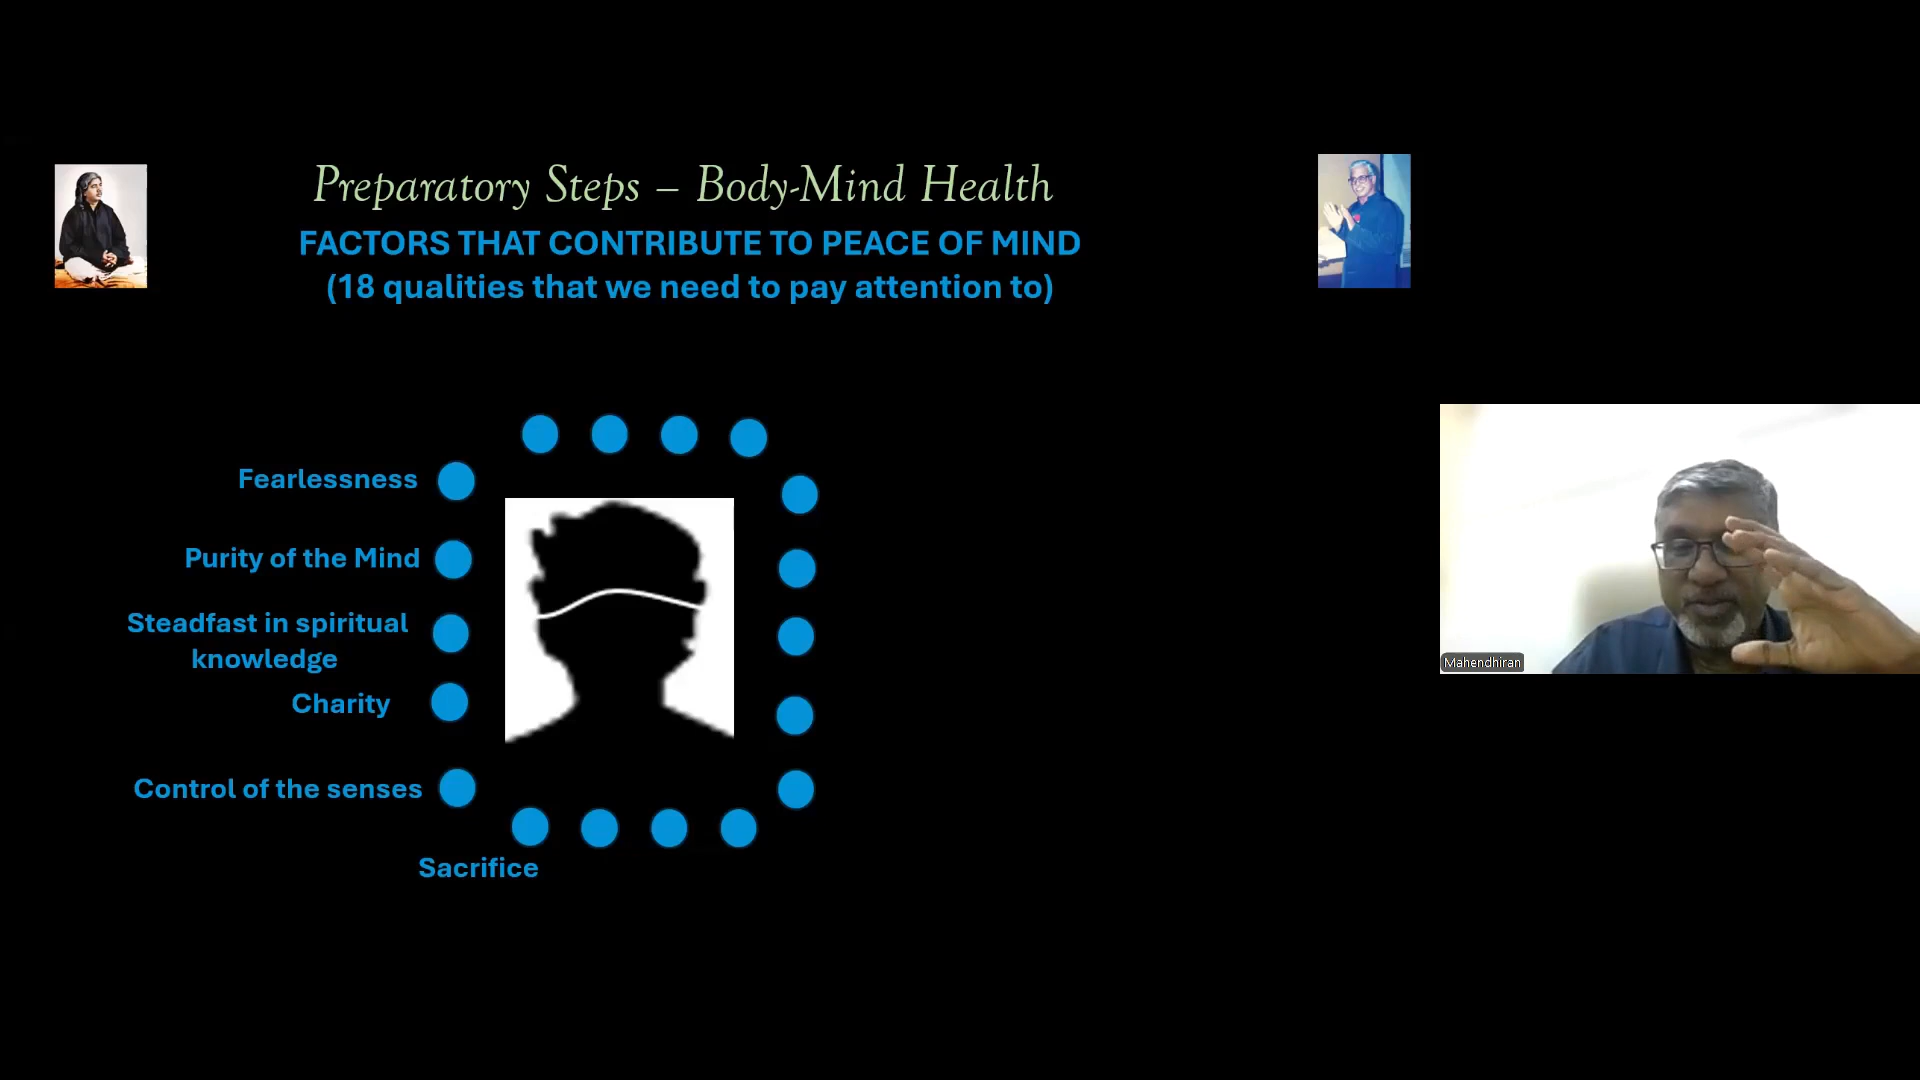 Preparatory Steps – Body-Mind Health
FACTORS THAT CONTRIBUTE TO PEACE OF MIND
(18 qualities that we need to pay attention to)
Fearlessness
Purity of the Mind
Steadfast in spiritual
knowledge
Charity
Control of the senses
Sacrifice
Mahendhiran